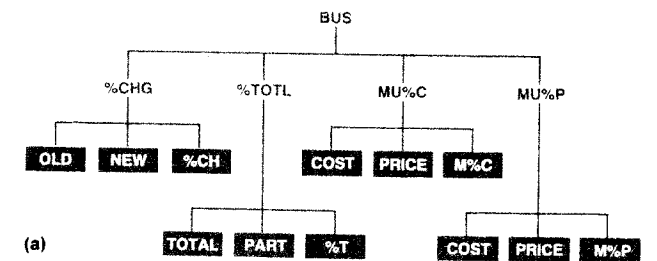 BUS
%CHG %TOTL MU%C MU%P
OLD NEW %CH COST PRICE M%C
(a) TOTAL PART %T COST PRICE M%P